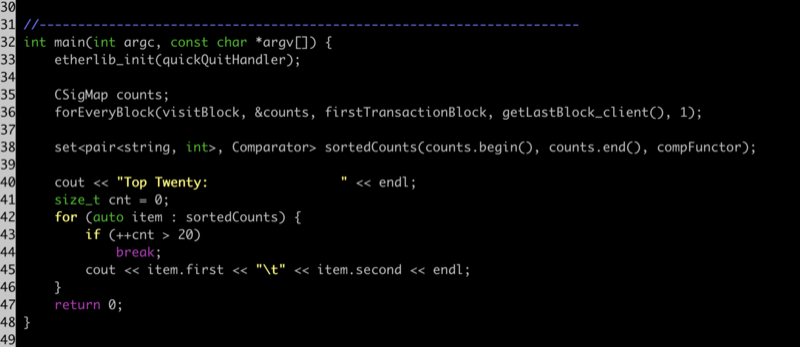 30
31 //----------------------------------------------------------------------
32 int main(int argc, const char *argv[]) {
33     etherlib_init(quickQuitHandler);
34
35     CSigMap counts;
36     forEveryBlock(visitBlock, &counts, firstTransactionBlock, getLastBlock_client(), 1);
37
38     set<pair<string, int>, Comparator> sortedCounts(counts.begin(), counts.end(), compFunctor);
39
40     cout << "Top Twenty:                  " << endl;
41     size_t cnt = 0;
42     for (auto item : sortedCounts) {
43         if (++cnt > 20)
44             break;
45         cout << item.first << "\t" << item.second << endl;
46     }
47     return 0;
48 }
49